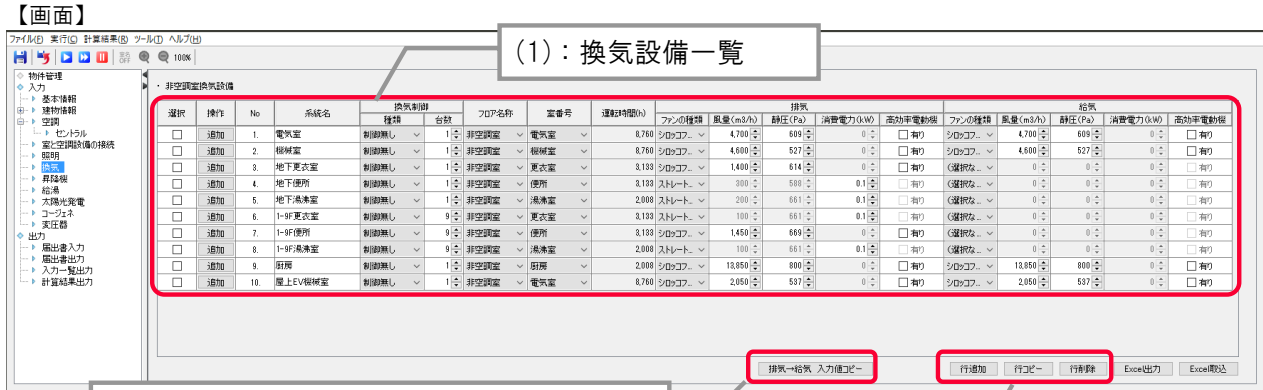 【画面】
ファイル(F) 実行(C) 計算結果(R) ツール(T) ヘルプ(H)
100%
(1)：換気設備一覧
物件管理
入力
基本情報
建物情報
空調
セントラル
室と空調設備の接続
照明
換気
昇降機
給湯
太陽光発電
コージェネ
変圧器
出力
届出書入力
届出書出力
入力一覧出力
計算結果出力
・ 非空調室換気設備
選択 操作 No 系統名 換気制御 フロア名称 室番号 運転時間(h) 排気 給気
種類 台数 ファンの種類 風量(m3/h) 静圧(Pa) 消費電力(kW) 高効率電動機 ファンの種類 風量(m3/h) 静圧(Pa) 消費電力(kW) 高効率電動機
追加 1. 電気室 制御無し 1 非空調室 電気室 8,760 シロッコフ... 4,700 609 0 有り シロッコフ... 4,700 609 0 有り
追加 2. 機械室 制御無し 1 非空調室 機械室 8,760 シロッコフ... 4,600 527 0 有り シロッコフ... 4,600 527 0 有り
追加 3. 地下更衣室 制御無し 1 非空調室 更衣室 3,133 シロッコフ... 1,400 614 0 有り (選択な... 0 0 0 有り
追加 4. 地下便所 制御無し 1 非空調室 便所 3,133 ストレート... 300 588 0.1 有り (選択な... 0 0 0 有り
追加 5. 地下湯沸室 制御無し 1 非空調室 湯沸室 2,008 ストレート... 200 661 0.1 有り (選択な... 0 0 0 有り
追加 6. 1-9F更衣室 制御無し 9 非空調室 更衣室 3,133 ストレート... 100 661 0.1 有り (選択な... 0 0 0 有り
追加 7. 1-9F便所 制御無し 9 非空調室 便所 3,133 シロッコフ... 1,450 669 0 有り (選択な... 0 0 0 有り
追加 8. 1-9F湯沸室 制御無し 9 非空調室 湯沸室 2,008 ストレート... 100 661 0.1 有り (選択な... 0 0 0 有り
追加 9. 厨房 制御無し 1 非空調室 厨房 2,008 シロッコフ... 13,850 800 0 有り シロッコフ... 13,850 800 0 有り
追加 10. 屋上EV機械室 制御無し 1 非空調室 電気室 8,760 シロッコフ... 2,050 537 0 有り シロッコフ... 2,050 537 0 有り
排気→給気 入力値コピー 行追加 行コピー 行削除 Excel出力 Excel取込